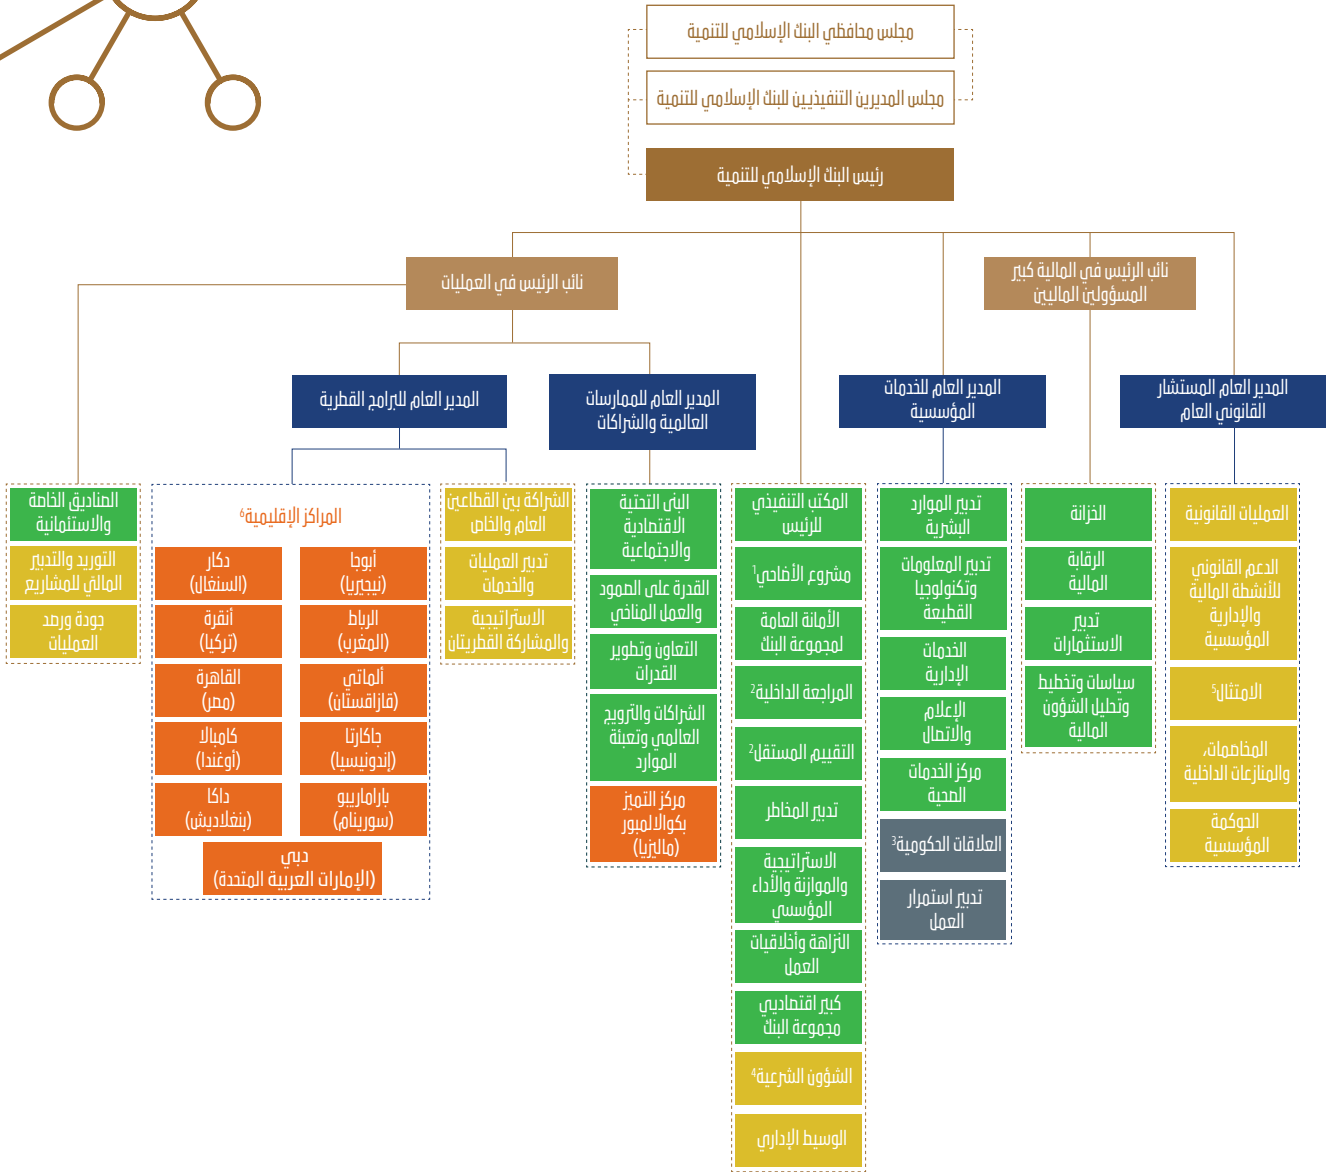 مجلس محافظي البنك الإسلامي للتنمية
مجلس المديرين التنفيذيين للبنك الإسلامي للتنمية
رئيس البنك الإسلامي للتنمية
نائب الرئيس في المالية كبير
المسؤولين الماليين
نائب الرئيس في العمليات
المدير العام المستشار
القانوني العام
المدير العام للخدمات
المؤسسية
المدير العام للممارسات
العالمية والشراكات
المدير العام للبرامج القطرية
العمليات القانونية
الدعم القانوني
للأنشطة المالية
والإدارية
المؤسسية
الامتثال⁵
المخاصمات،
والمنازعات الداخلية
الحوكمة
المؤسسية
الخزانة
الرقابة
المالية
تدبير
الاستثمارات
سياسات وتخطيط
وتحليل الشؤون
المالية
تدبير الموارد
البشرية
تدبير المعلومات
وتكنولوجيا
القطيعة
الخدمات
الإدارية
الإعلام
والاتصال
مركز الخدمات
الصحية
العلاقات الحكومية³
تدبير استمرار
العمل
المكتب التنفيذي
للرئيس
مشروع الأضاحي¹
الأمانة العامة
لمجموعة البنك
المراجعة الداخلية²
التقييم المستقل²
تدبير المخاطر
الاستراتيجية
والموازنة والأداء
المؤسسي
النزاهة وأخلاقيات
العمل
كبير اقتصاديي
مجموعة البنك
الشؤون الشرعية⁴
الوسيط الإداري
البنى التحتية
الاقتصادية
والاجتماعية
القدرة على الصمود
والعمل المناخي
التعاون وتطوير
القدرات
الشراكات والترويج
العالمي وتعبئة
الموارد
مركز التميز
بكوالالمبور
(ماليزيا)
الشراكة بين القطاعين
العام والخاص
تدبير العمليات
والخدمات
الاستراتيجية
والمشاركة القطريتان
المراكز الإقليمية⁶
أبوجا
(نيجيريا)
دكار
(السنغال)
الرباط
(المغرب)
أنقرة
(تركيا)
ألماتي
(قازاقستان)
القاهرة
(مصر)
جاكارتا
(إندونيسيا)
كامبالا
(أوغندا)
باراماريبو
(سورينام)
داكا
(بنغلاديش)
دبي
(الإمارات العربية المتحدة)
الصناديق الخاصة
والاستئمانية
التوريد والتدبير
المالي للمشاريع
جودة ورصد
العمليات